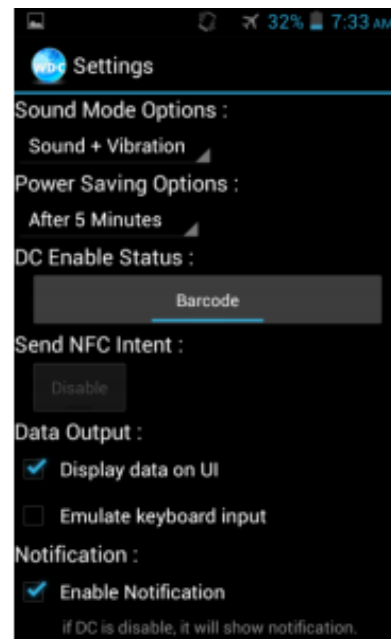 32% 7:33 AM
WDC Settings
Sound Mode Options :
Sound + Vibration
Power Saving Options :
After 5 Minutes
DC Enable Status :
Barcode
Send NFC Intent :
Disable
Data Output :
Display data on UI
Emulate keyboard input
Notification :
Enable Notification
if DC is disable, it will show notification.